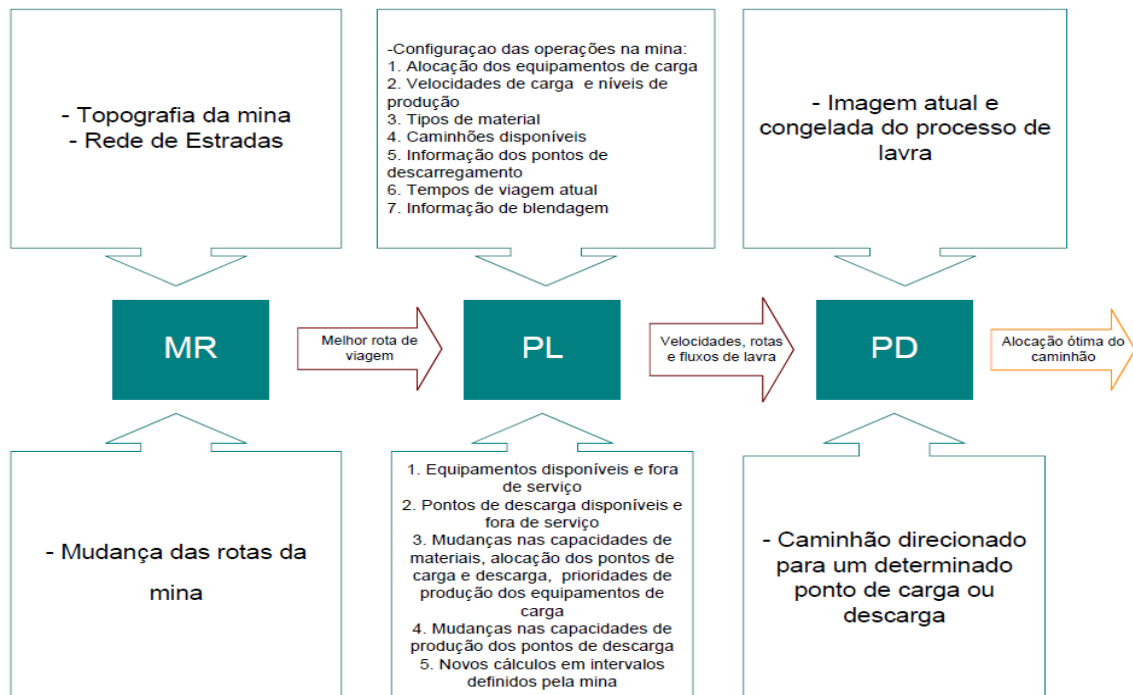 - Topografia da mina
- Rede de Estradas
-Configuraçao das operações na mina:
1. Alocação dos equipamentos de carga
2. Velocidades de carga e níveis de
produção
3. Tipos de material
4. Caminhões disponíveis
5. Informação dos pontos de
descarregamento
6. Tempos de viagem atual
7. Informação de blendagem
- Imagem atual e
congelada do processo de
lavra
MR
Melhor rota de
viagem
PL
Velocidades, rotas
e fluxos de lavra
PD
Alocação ótima do
caminhão
- Mudança das rotas da
mina
1. Equipamentos disponíveis e fora
de serviço
2. Pontos de descarga disponíveis e
fora de serviço
3. Mudanças nas capacidades de
materiais, alocação dos pontos de
carga e descarga, prioridades de
produção dos equipamentos de
carga
4. Mudanças nas capacidades de
produção dos pontos de descarga
5. Novos cálculos em intervalos
definidos pela mina
- Caminhão direcionado
para um determinado
ponto de carga ou
descarga